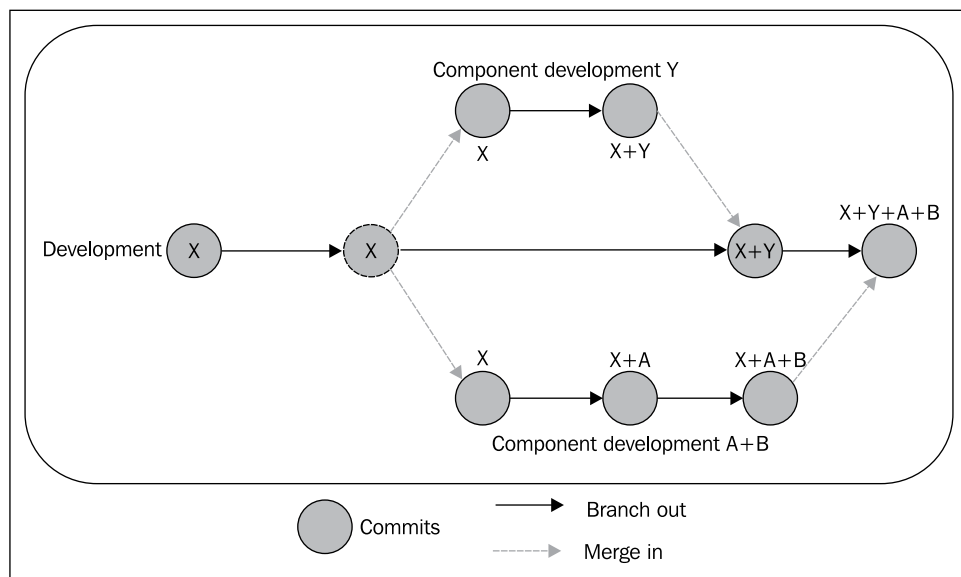 Component development Y
X
X+Y
X+Y+A+B
Development
X
X
X+Y
X
X+A
X+A+B
Component development A+B
Commits
Branch out
Merge in